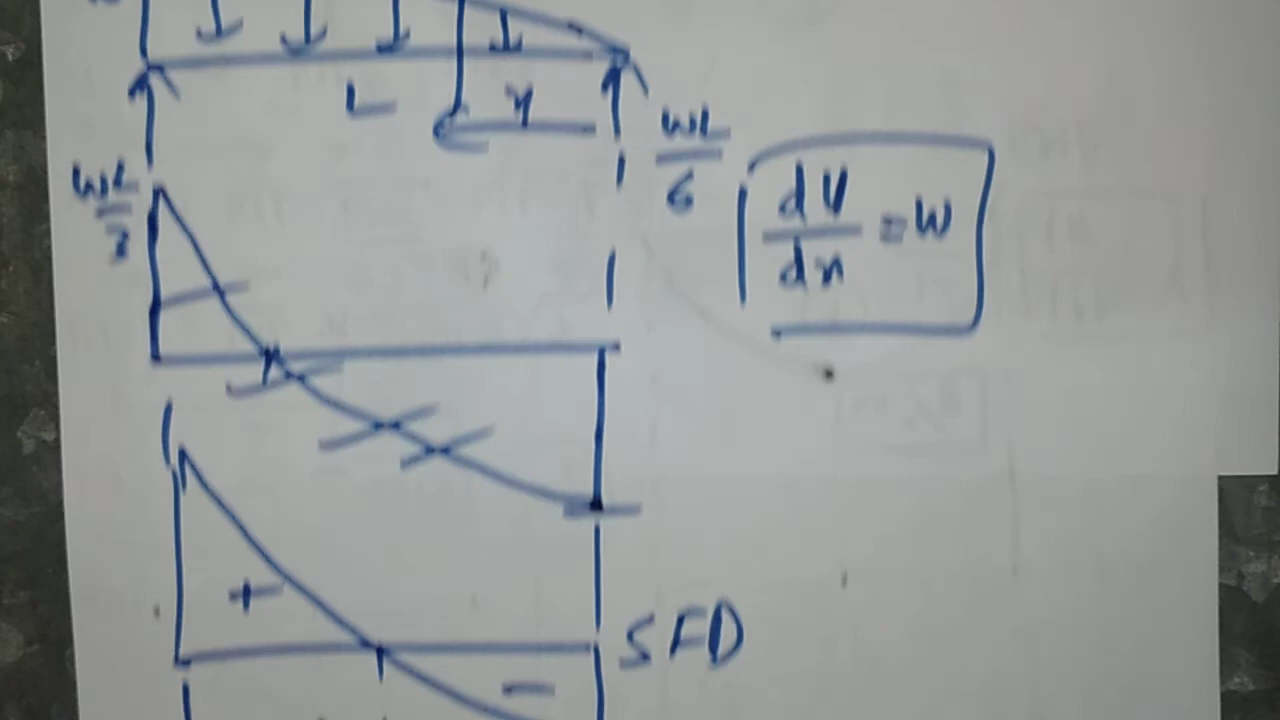 L
x
wL/6
wL/3
dV/dx = w
+
−
SFD